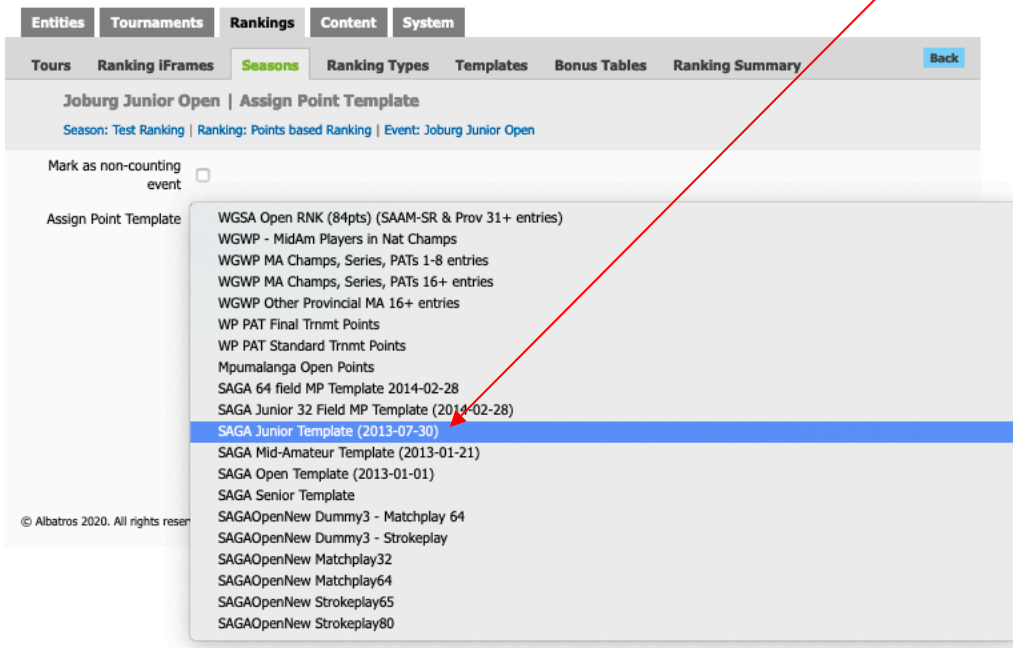 Entities Tournaments Rankings Content System
Tours Ranking iFrames Seasons Ranking Types Templates Bonus Tables Ranking Summary Back
Joburg Junior Open | Assign Point Template
Season: Test Ranking | Ranking: Points based Ranking | Event: Joburg Junior Open
Mark as non-counting
event
Assign Point Template
WGSA Open RNK (84pts) (SAAM-SR & Prov 31+ entries)
WGWP - MidAm Players in Nat Champs
WGWP MA Champs, Series, PATs 1-8 entries
WGWP MA Champs, Series, PATs 16+ entries
WGWP Other Provincial MA 16+ entries
WP PAT Final Trnmt Points
WP PAT Standard Trnmt Points
Mpumalanga Open Points
SAGA 64 field MP Template 2014-02-28
SAGA Junior 32 Field MP Template (2014-02-28)
SAGA Junior Template (2013-07-30)
SAGA Mid-Amateur Template (2013-01-21)
SAGA Open Template (2013-01-01)
SAGA Senior Template
SAGAOpenNew Dummy3 - Matchplay 64
SAGAOpenNew Dummy3 - Strokeplay
SAGAOpenNew Matchplay32
SAGAOpenNew Matchplay64
SAGAOpenNew Strokeplay65
SAGAOpenNew Strokeplay80
© Albatros 2020. All rights reser